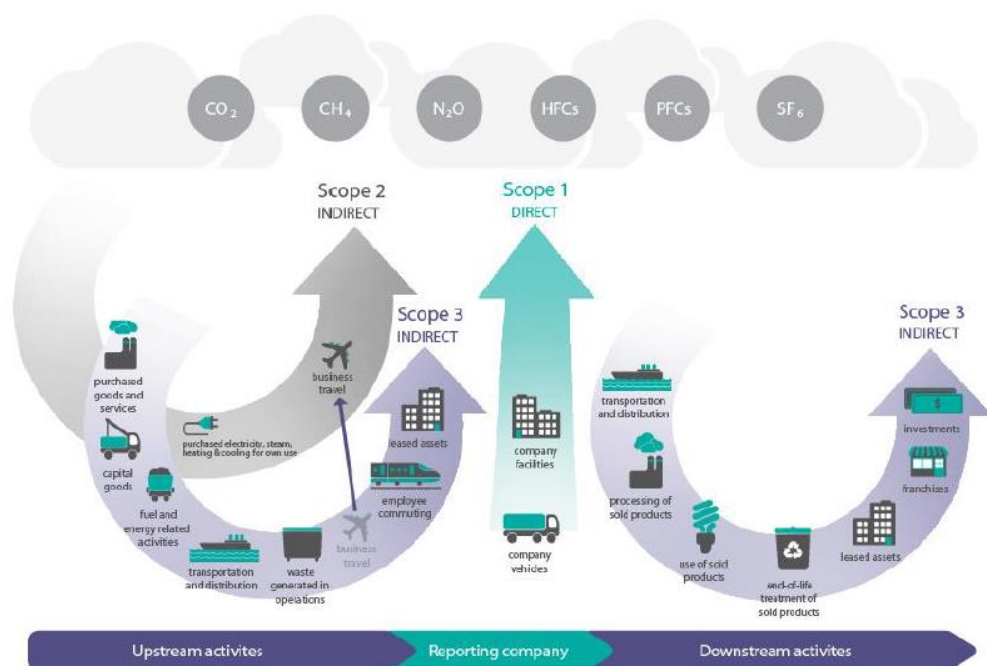 CO₂
CH₄
N₂O
HFCs
PFCs
SF₆
Scope 2
INDIRECT
Scope 1
DIRECT
Scope 3
INDIRECT
Scope 3
INDIRECT
purchased
goods and
services
capital
goods
fuel and
energy related
activities
purchased electricity, steam,
heating & cooling for own use
transportation
and distribution
waste
generated in
operations
business
travel
business
travel
employee
commuting
leased assets
company
facilities
company
vehicles
transportation
and distribution
processing of
sold products
use of sold
products
end-of-life
treatment of
sold products
leased assets
franchises
investments
$
Upstream activites
Reporting company
Downstream activites